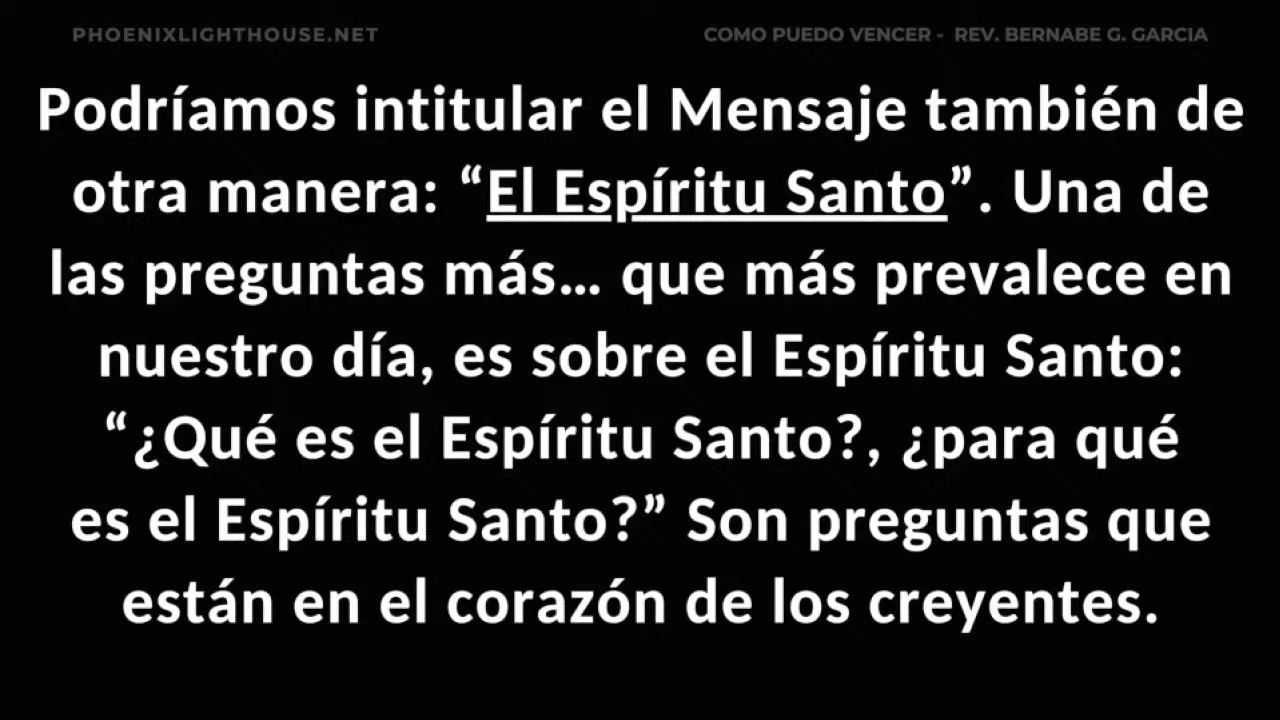 PHOENIXLIGHTHOUSE.NET
COMO PUEDO VENCER - REV. BERNABE G. GARCIA
Podríamos intitular el Mensaje también de
otra manera: “El Espíritu Santo”. Una de
las preguntas más... que más prevalece en
nuestro día, es sobre el Espíritu Santo:
“¿Qué es el Espíritu Santo?, ¿para qué
es el Espíritu Santo?” Son preguntas que
están en el corazón de los creyentes.